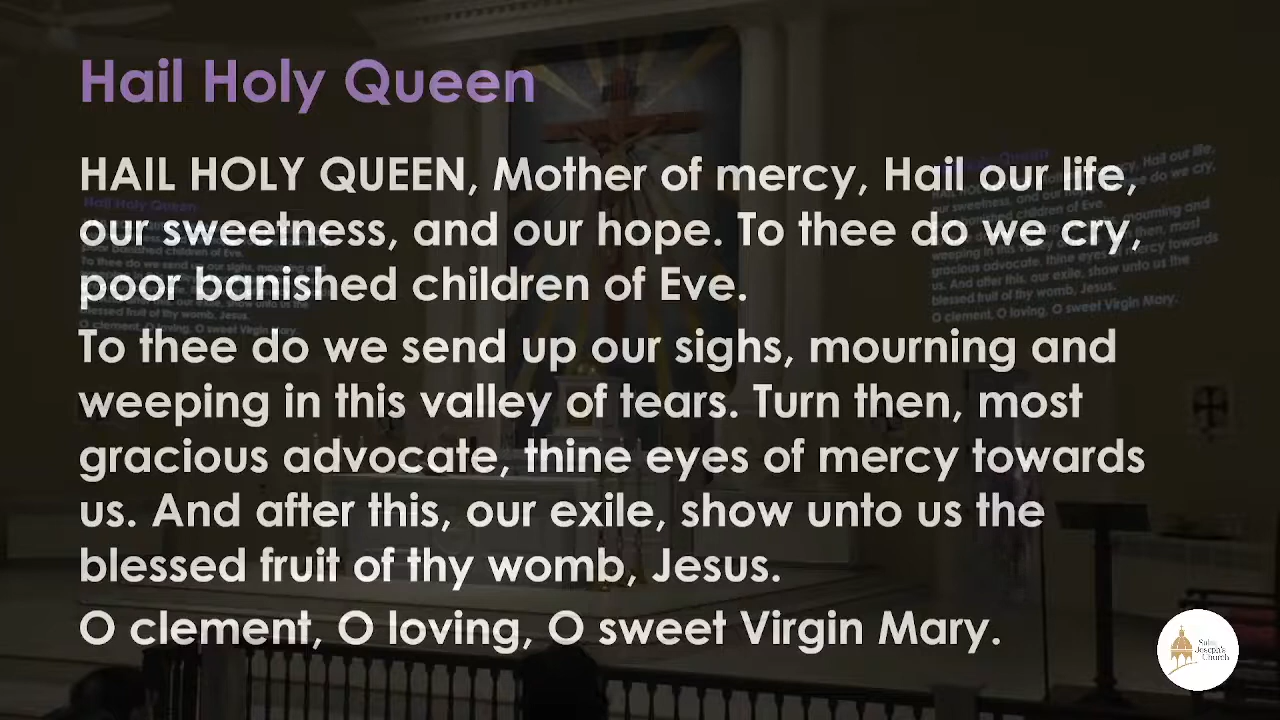 Hail Holy Queen
HAIL HOLY QUEEN, Mother of mercy, Hail our life,
our sweetness, and our hope. To thee do we cry,
poor banished children of Eve.
To thee do we send up our sighs, mourning and
weeping in this valley of tears. Turn then, most
gracious advocate, thine eyes of mercy towards
us. And after this, our exile, show unto us the
blessed fruit of thy womb, Jesus.
O clement, O loving, O sweet Virgin Mary.
Saint
Joseph's
Church